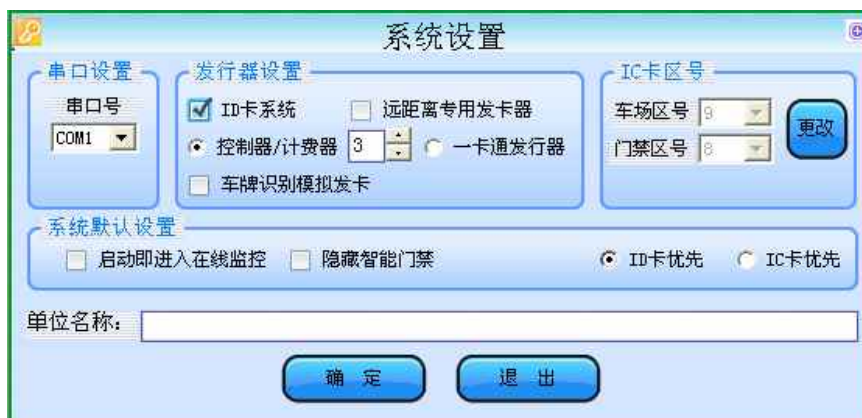 系统设置
串口设置
串口号
COM1
发行器设置
ID卡系统 远距离专用发卡器
控制器/计费器 3 一卡通发行器
车牌识别模拟发卡
IC卡区号
车场区号 9
门禁区号 8
更改
系统默认设置
启动即进入在线监控 隐藏智能门禁 ID卡优先 IC卡优先
单位名称：
确 定 退 出